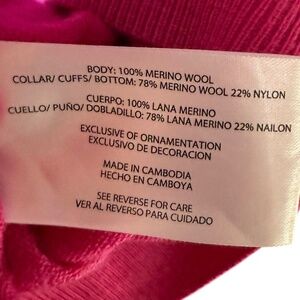 BODY: 100% MERINO WOOL
COLLAR/ CUFFS/ BOTTOM: 78% MERINO WOOL 22% NYLON
CUERPO: 100% LANA MERINO
CUELLO/ PUÑO/ DOBLADILLO: 78% LANA MERINO 22% NAILON
EXCLUSIVE OF ORNAMENTATION
EXCLUSIVO DE DECORACION
MADE IN CAMBODIA
HECHO EN CAMBOYA
SEE REVERSE FOR CARE
VER AL REVERSO PARA CUIDADO